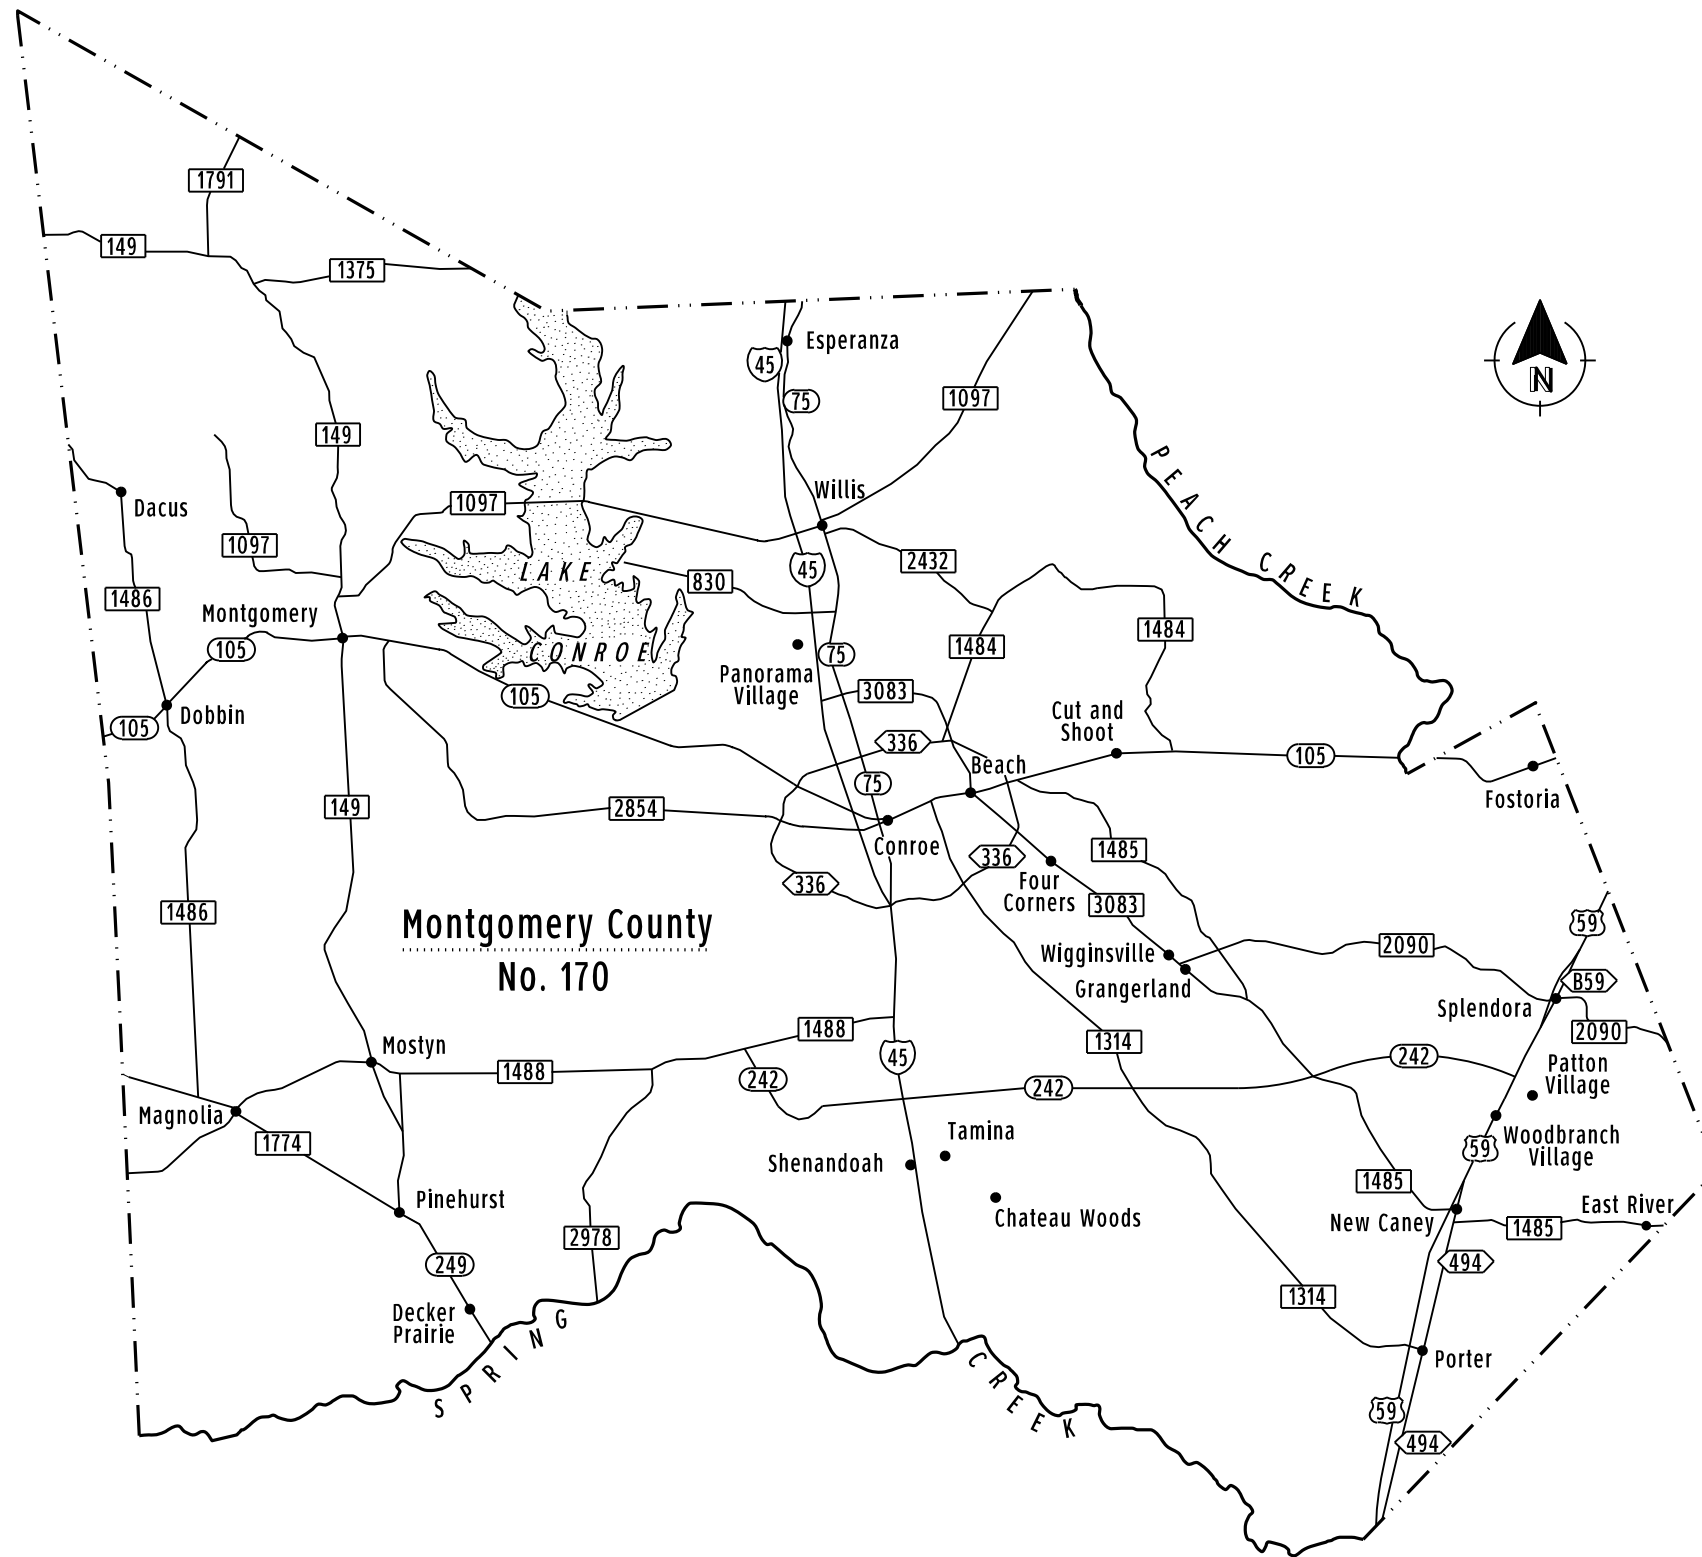 1791
149
1375
Esperanza
45
75
1097
N
149
PEACH CREEK
Willis
1097
Dacus
1097
2432
LAKE
45
830
1486
Montgomery
1484
1484
105
CONROE
75
Panorama
Village
3083
105
Dobbin
105
Cut and
Shoot
336
105
Beach
75
Fostoria
149
2854
Conroe
1485
336
336
Four
Corners
3083
1486
Montgomery County
No. 170
59
Wigginsville
2090
Grangerland
B59
Splendora
1488
2090
1314
Mostyn
45
242
Patton
Village
1488
242
242
Magnolia
1774
Tamina
Woodbranch
Village
59
Shenandoah
1485
Pinehurst
Chateau Woods
East River
New Caney
1485
2978
249
494
1314
Decker
Prairie
Porter
SPRING CREEK
59
494